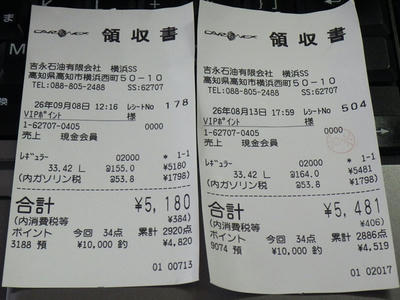 CARENEX 領収書
吉永石油有限会社 横浜SS
高知県高知市横浜西町50-10
TEL:088-805-2488 SS:62707
26年09月08日 12:16 レシートNo 178
VIPポイント 様
1-62707-0405 0000
売上 現金会員
レギュラー 02000 * 1-1
33.42 L @155.0 ¥5180
(内ガソリン税 @53.8 ¥1798)
合計 ¥5,180
(内消費税等 ¥384)
ポイント 今回 34点 累計 2920点
3188 預 ¥10,000 釣 ¥4,820
01 00713
領収書
吉永石油有限会社 横浜SS
高知県高知市横浜西町50-10
TEL:088-805-2488 SS:62707
26年08月13日 17:59 レシートNo 504
VIPポイント 様
1-62707-0405 0000
売上 現金会員
レギュラー 02000 * 1-1
33.42 L @164.0 ¥5481
(内ガソリン税 @53.8 ¥1798)
合計 ¥5,481
(内消費税等 ¥406)
ポイント 今回 34点 累計 2886点
9074 預 ¥10,000 釣 ¥4,519
01 02017